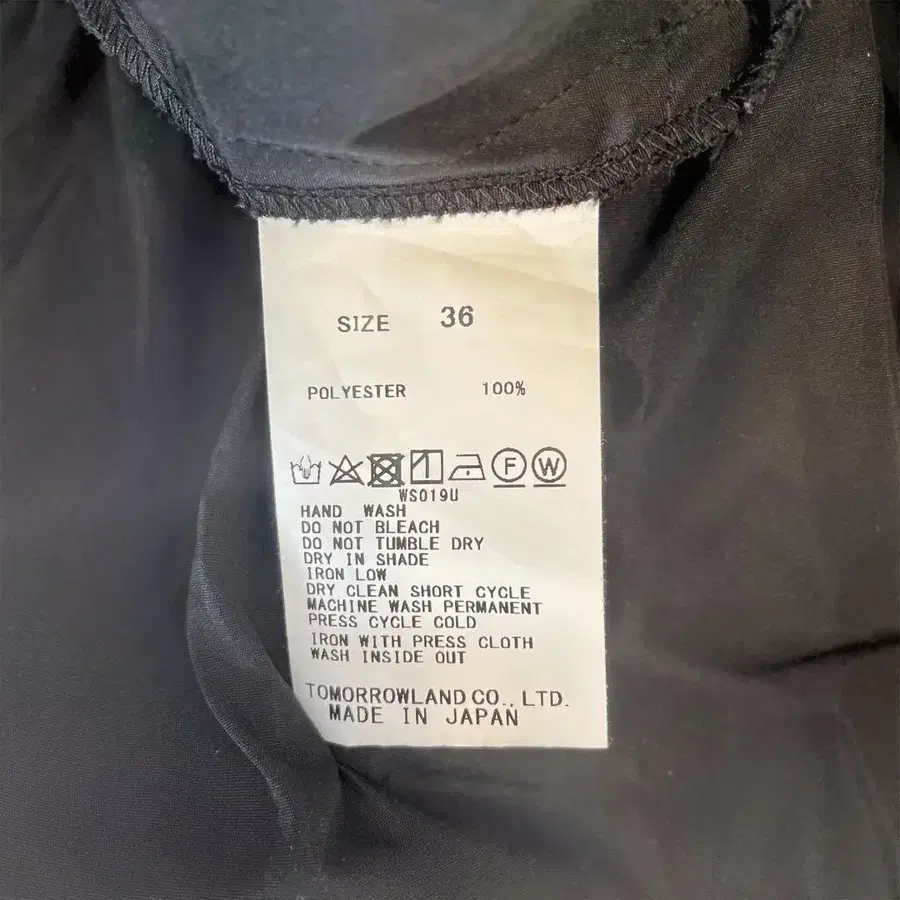 SIZE 36
POLYESTER 100%
F W
WS019U
HAND WASH
DO NOT BLEACH
DO NOT TUMBLE DRY
DRY IN SHADE
IRON LOW
DRY CLEAN SHORT CYCLE
MACHINE WASH PERMANENT
PRESS CYCLE COLD
IRON WITH PRESS CLOTH
WASH INSIDE OUT
TOMORROWLAND CO., LTD.
MADE IN JAPAN